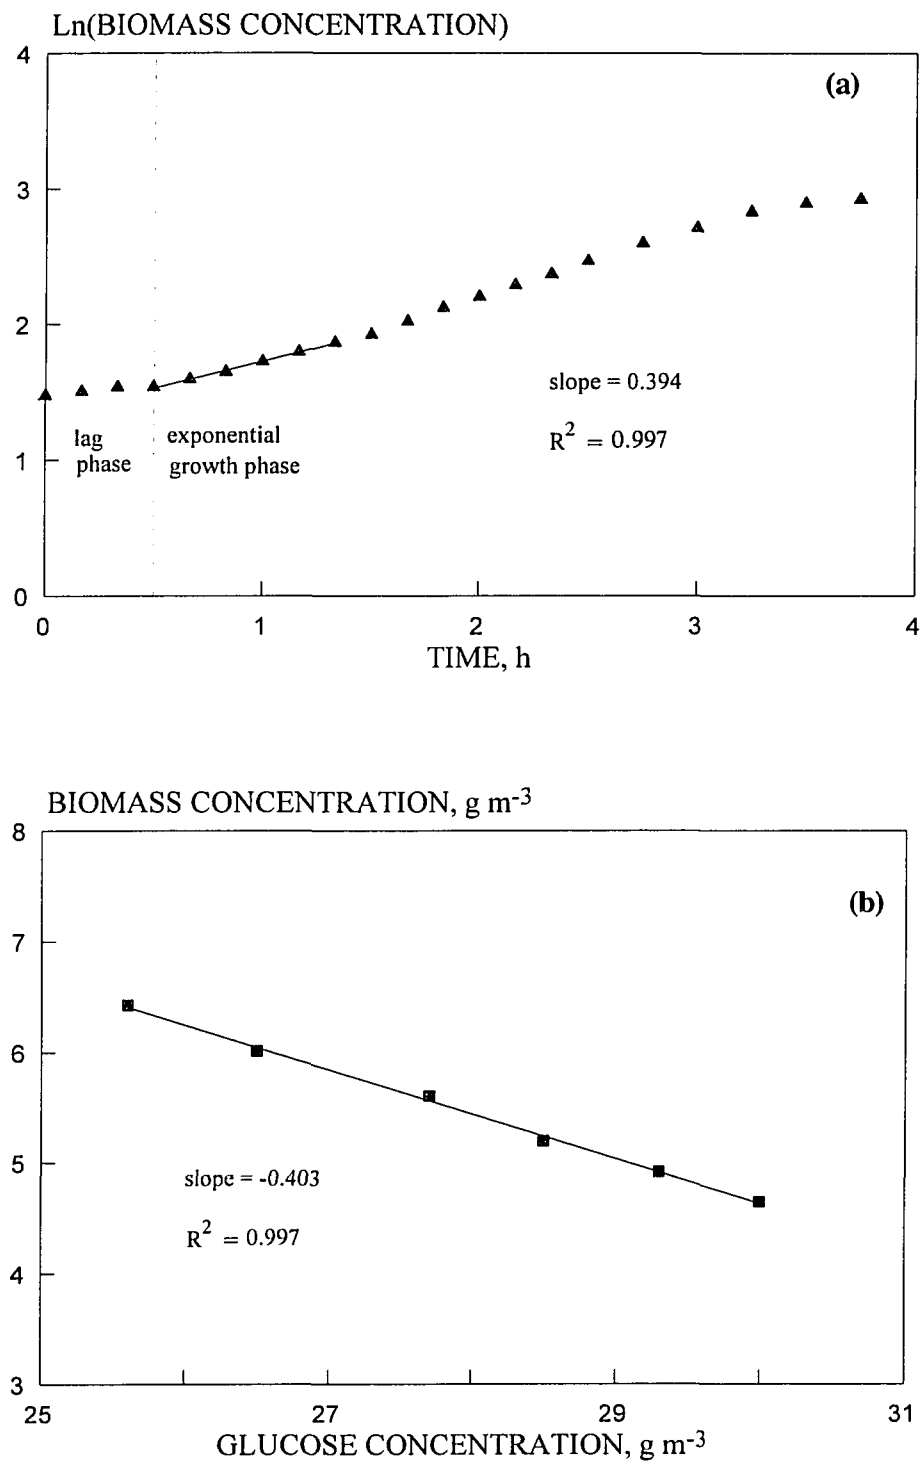 Ln(BIOMASS CONCENTRATION)
4
(a)
3
2
slope = 0.394
R² = 0.997
lag
phase
exponential
growth phase
1
0
0 1 2 3 4
TIME, h
BIOMASS CONCENTRATION, g m⁻³
8
(b)
7
6
5
slope = -0.403
R² = 0.997
4
3
25 27 29 31
GLUCOSE CONCENTRATION, g m⁻³